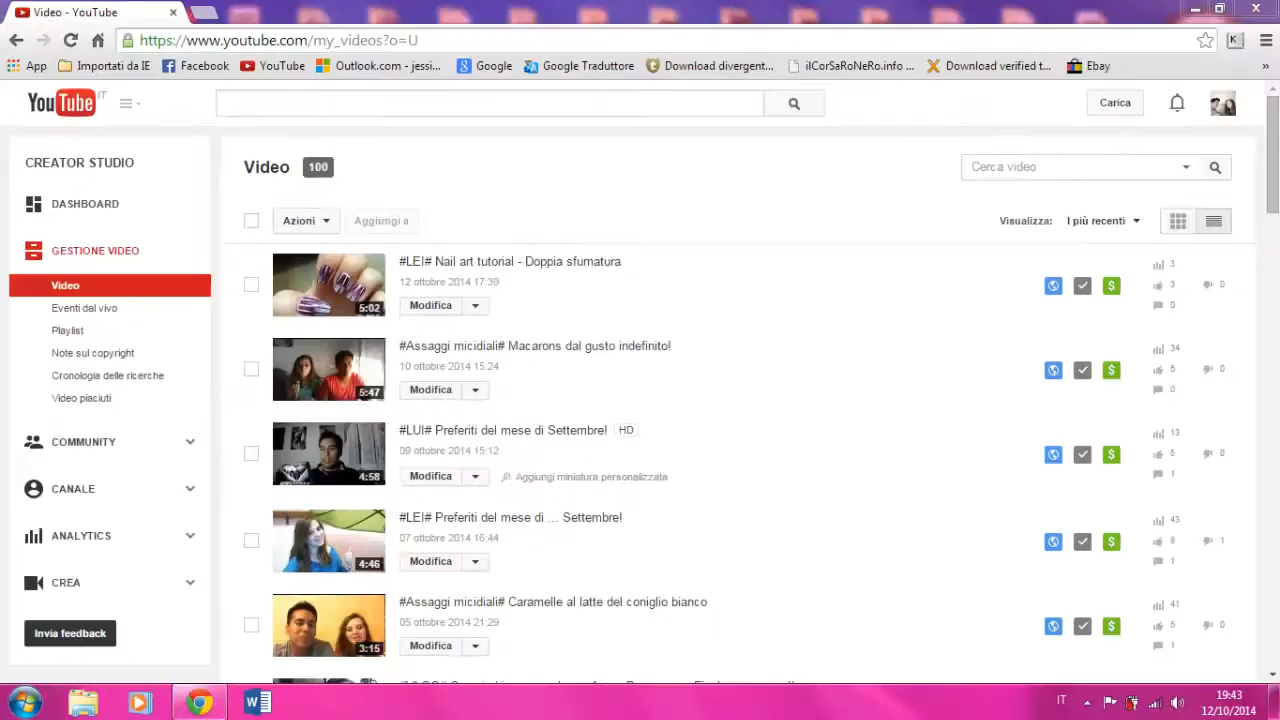 Video - YouTube
https://www.youtube.com/my_videos?o=U
App Importati da IE Facebook YouTube Outlook.com - jessi... Google Google Traduttore Download divertent... ilCorSaRoNeRo.info ... Download verified t... Ebay »
YouTube IT Carica
CREATOR STUDIO
DASHBOARD
GESTIONE VIDEO
Video
Eventi dal vivo
Playlist
Note sul copyright
Cronologia delle ricerche
Video piaciuti
COMMUNITY
CANALE
ANALYTICS
CREA
Invia feedback
Video 100 Cerca video
Azioni Aggiungi a Visualizza: I più recenti
#LEI# Nail art tutorial - Doppia sfumatura
12 ottobre 2014 17:39
Modifica
5:02
3
3 0
0
#Assaggi micidiali# Macarons dal gusto indefinito!
10 ottobre 2014 15:24
Modifica
5:47
34
5 0
0
#LUI# Preferiti del mese di Settembre! HD
09 ottobre 2014 15:12
Modifica Aggiungi miniatura personalizzata
4:58
13
6 0
1
#LEI# Preferiti del mese di ... Settembre!
07 ottobre 2014 16:44
Modifica
4:46
43
8 1
1
#Assaggi micidiali# Caramelle al latte del coniglio bianco
05 ottobre 2014 21:29
Modifica
3:15
41
5 0
1
IT 19:43
12/10/2014